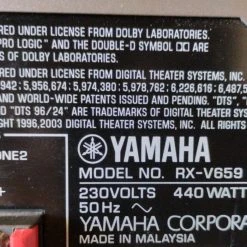 RED UNDER LICENSE FROM DOLBY LABORATORIES.
PRO LOGIC" AND THE DOUBLE-D SYMBOL DD ARE
S OF DOLBY LABORATORIES.
RED UNDER LICENSE FROM DIGITAL THEATER SYSTEMS, INC.
942; 5,956,674; 5,974,380; 5,978,762; 6,226,616; 6,487,5
AND WORLD-WIDE PATENTS ISSUED AND PENDING. "DTS",
ND "DTS 96/24" ARE TRADEMARKS OF DIGITAL THEATER SYSTEMS,
IGHT 1996,2003 DIGITAL THEATER SYSTEMS, INC. ALL RIGHTS
ONE2
YAMAHA
MODEL NO. RX-V659
230VOLTS 440WATT
50Hz ~
YAMAHA CORPORA
MADE IN MALAYSIA